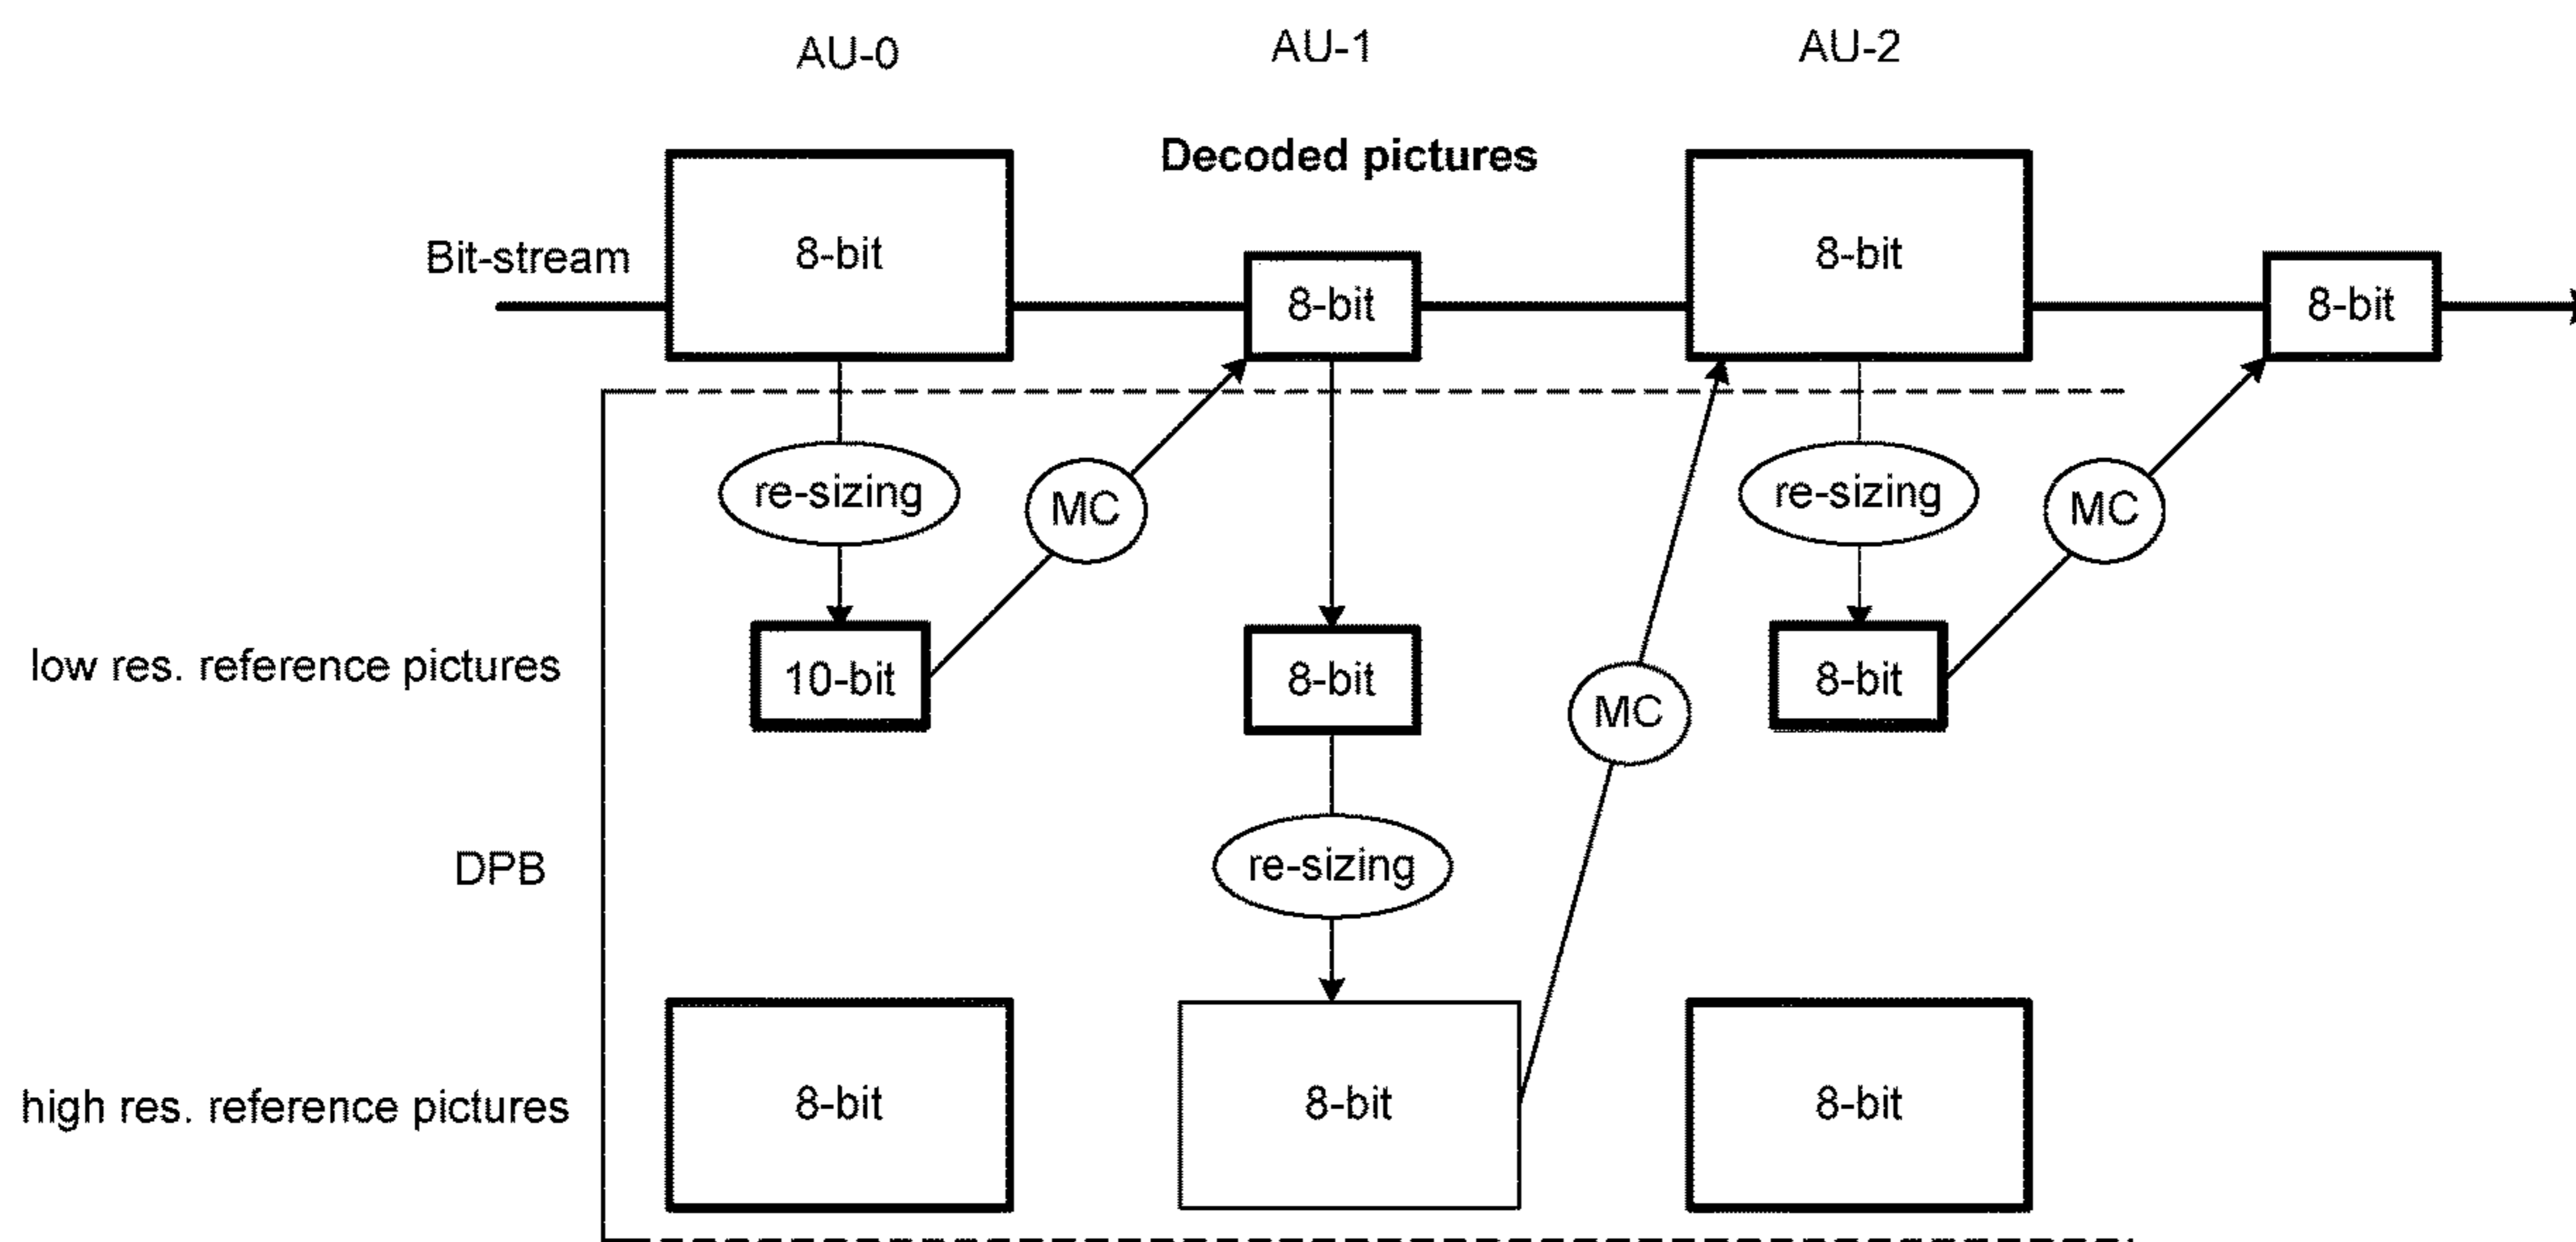 AU-0
AU-1
AU-2
Decoded pictures
Bit-stream
8-bit
8-bit
8-bit
8-bit
re-sizing
MC
re-sizing
MC
low res. reference pictures
10-bit
8-bit
MC
8-bit
DPB
re-sizing
high res. reference pictures
8-bit
8-bit
8-bit